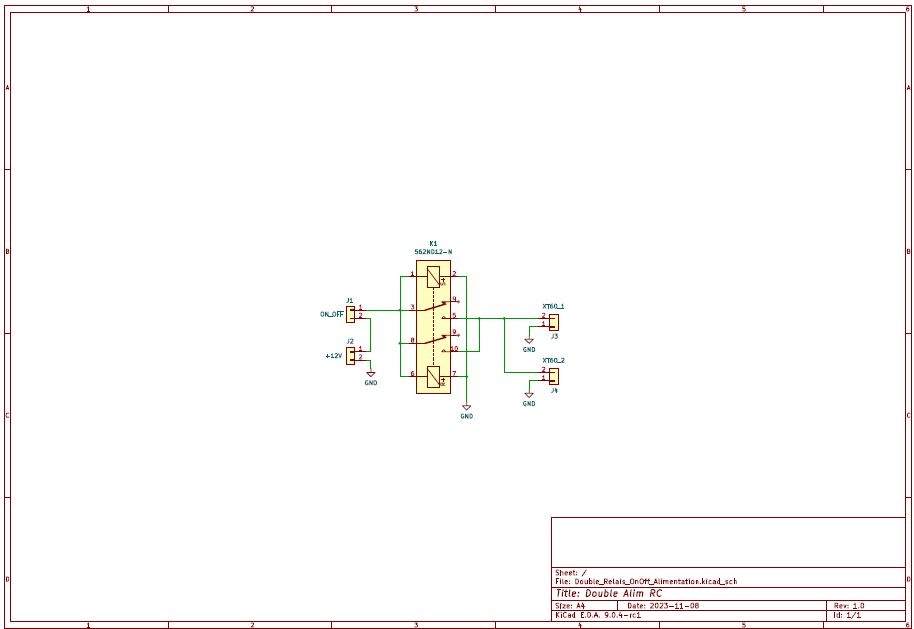 1 2 3 4 5 6
A A
B B
C C
D D
K1
562ND12-N
1 2
4
3
5
9
8
10
6 7
S
R
J1
ON_OFF
1
2
J2
+12V
1
2
GND
GND
XT60_1
2
1
J3
GND
XT60_2
2
1
J4
GND
Sheet: /
File: Double_Relais_OnOff_Alimentation.kicad_sch
Title: Double Alim RC
Size: A4 Date: 2023-11-08 Rev: 1.0
KiCad E.D.A. 9.0.4-rc1 Id: 1/1
1 2 3 4 5 6